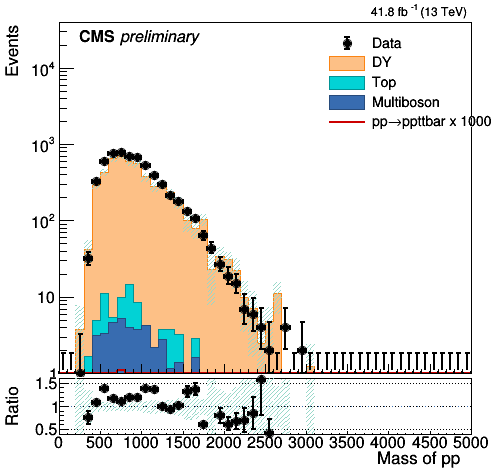 41.8 fb⁻¹ (13 TeV)
CMS preliminary
Events
Data
DY
Top
Multiboson
pp→ppttbar x 1000
10⁴
10³
10²
10
1
Ratio
1.5
1
0.5
0 500 1000 1500 2000 2500 3000 3500 4000 4500 5000
Mass of pp